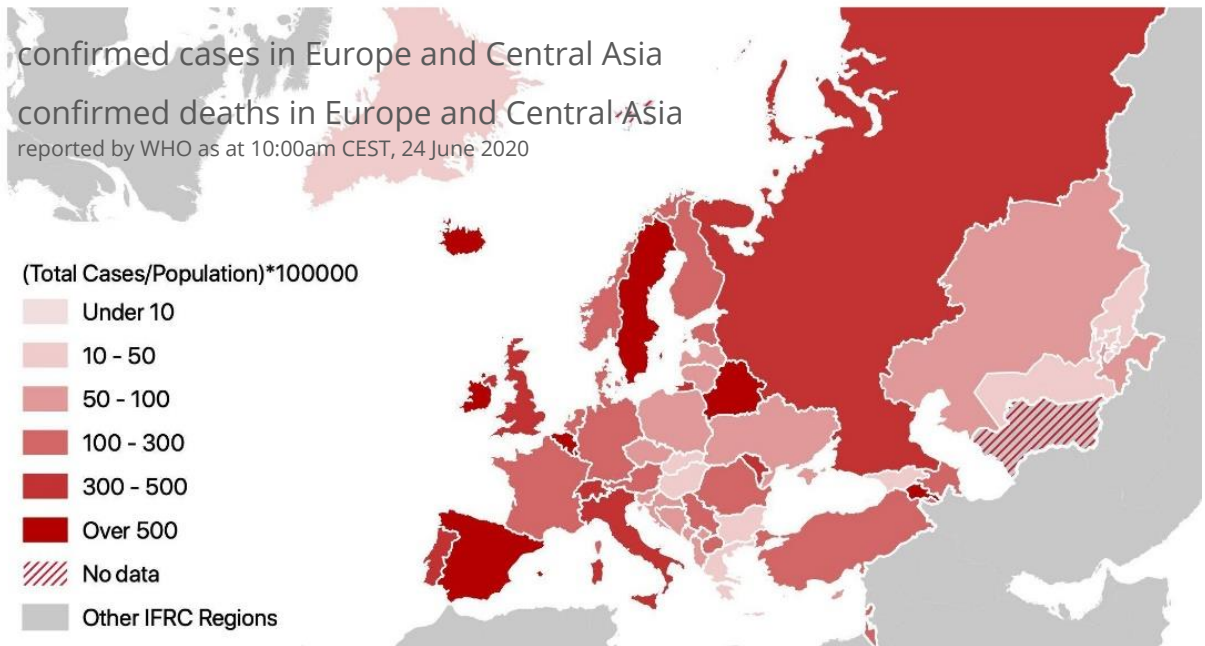 confirmed cases in Europe and Central Asia
confirmed deaths in Europe and Central Asia
reported by WHO as at 10:00am CEST, 24 June 2020
(Total Cases/Population)*100000
Under 10
10 - 50
50 - 100
100 - 300
300 - 500
Over 500
No data
Other IFRC Regions